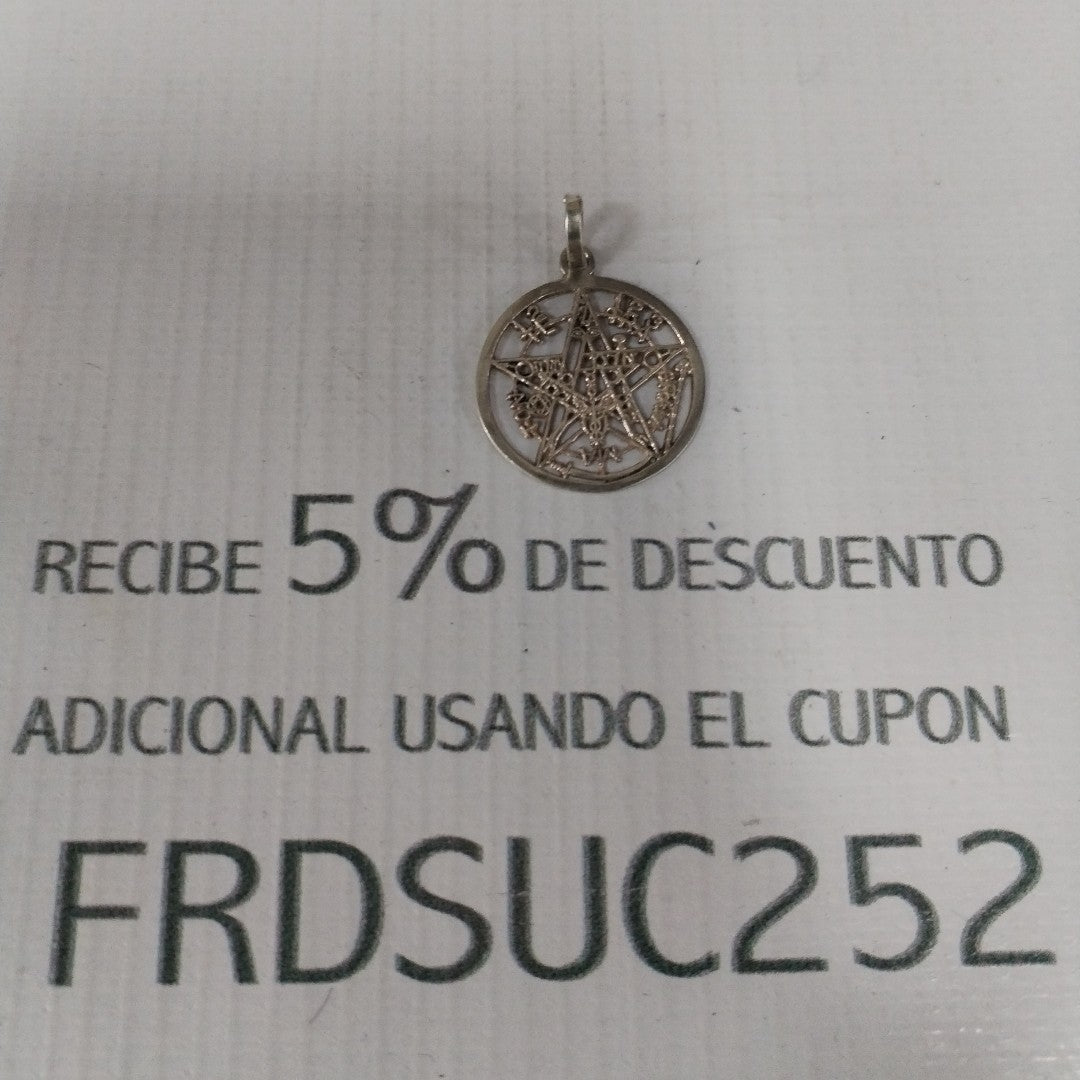 RECIBE 5% DE DESCUENTO
ADICIONAL USANDO EL CUPON
FRDSUC252